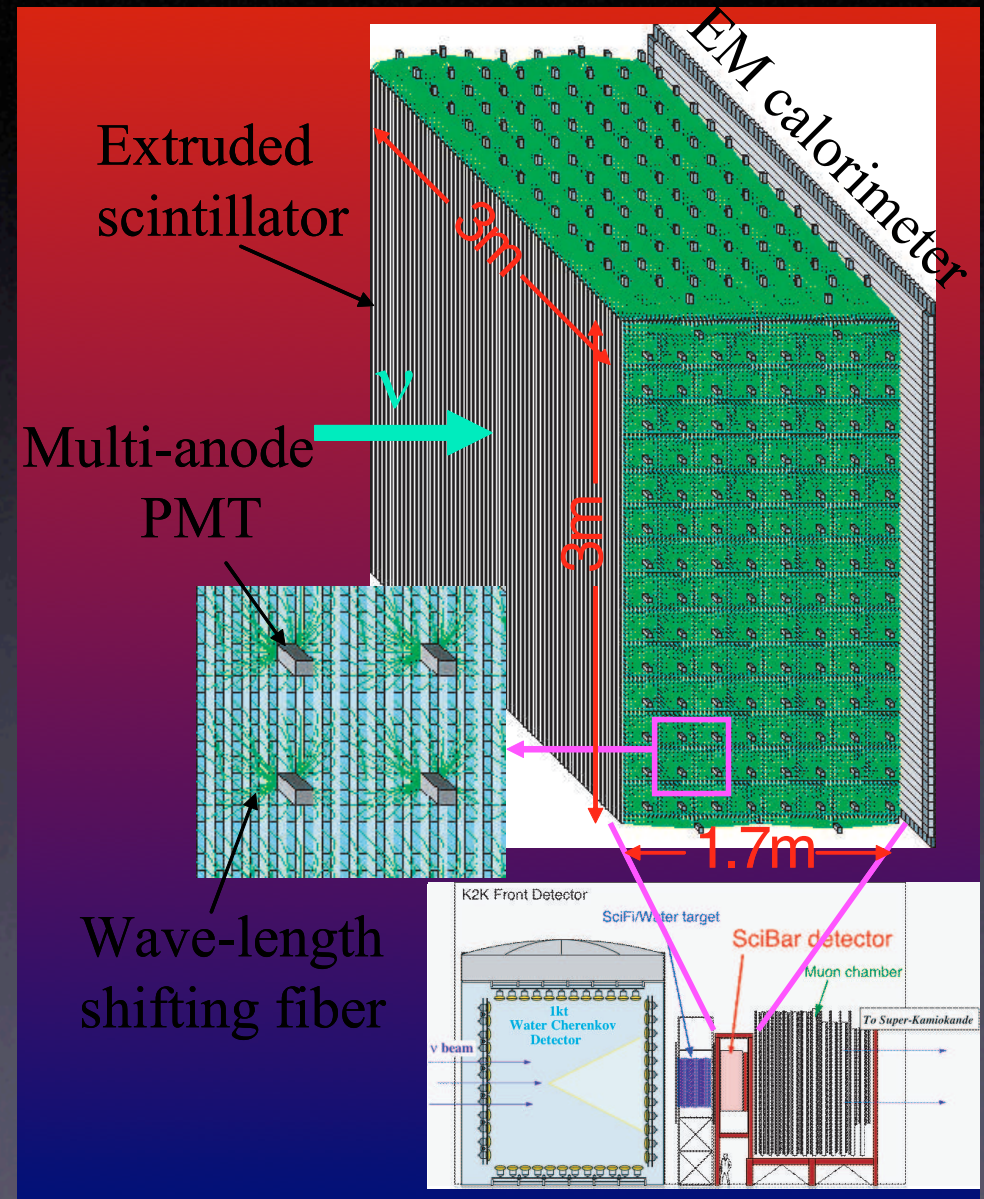 EM calorimeter
Extruded
scintillator
3m
ν
Multi-anode
PMT
3m
1.7m
Wave-length
shifting fiber
K2K Front Detector
SciFi/Water target
SciBar detector
Muon chamber
1kt
Water Cherenkov
Detector
ν beam
To Super-Kamiokande